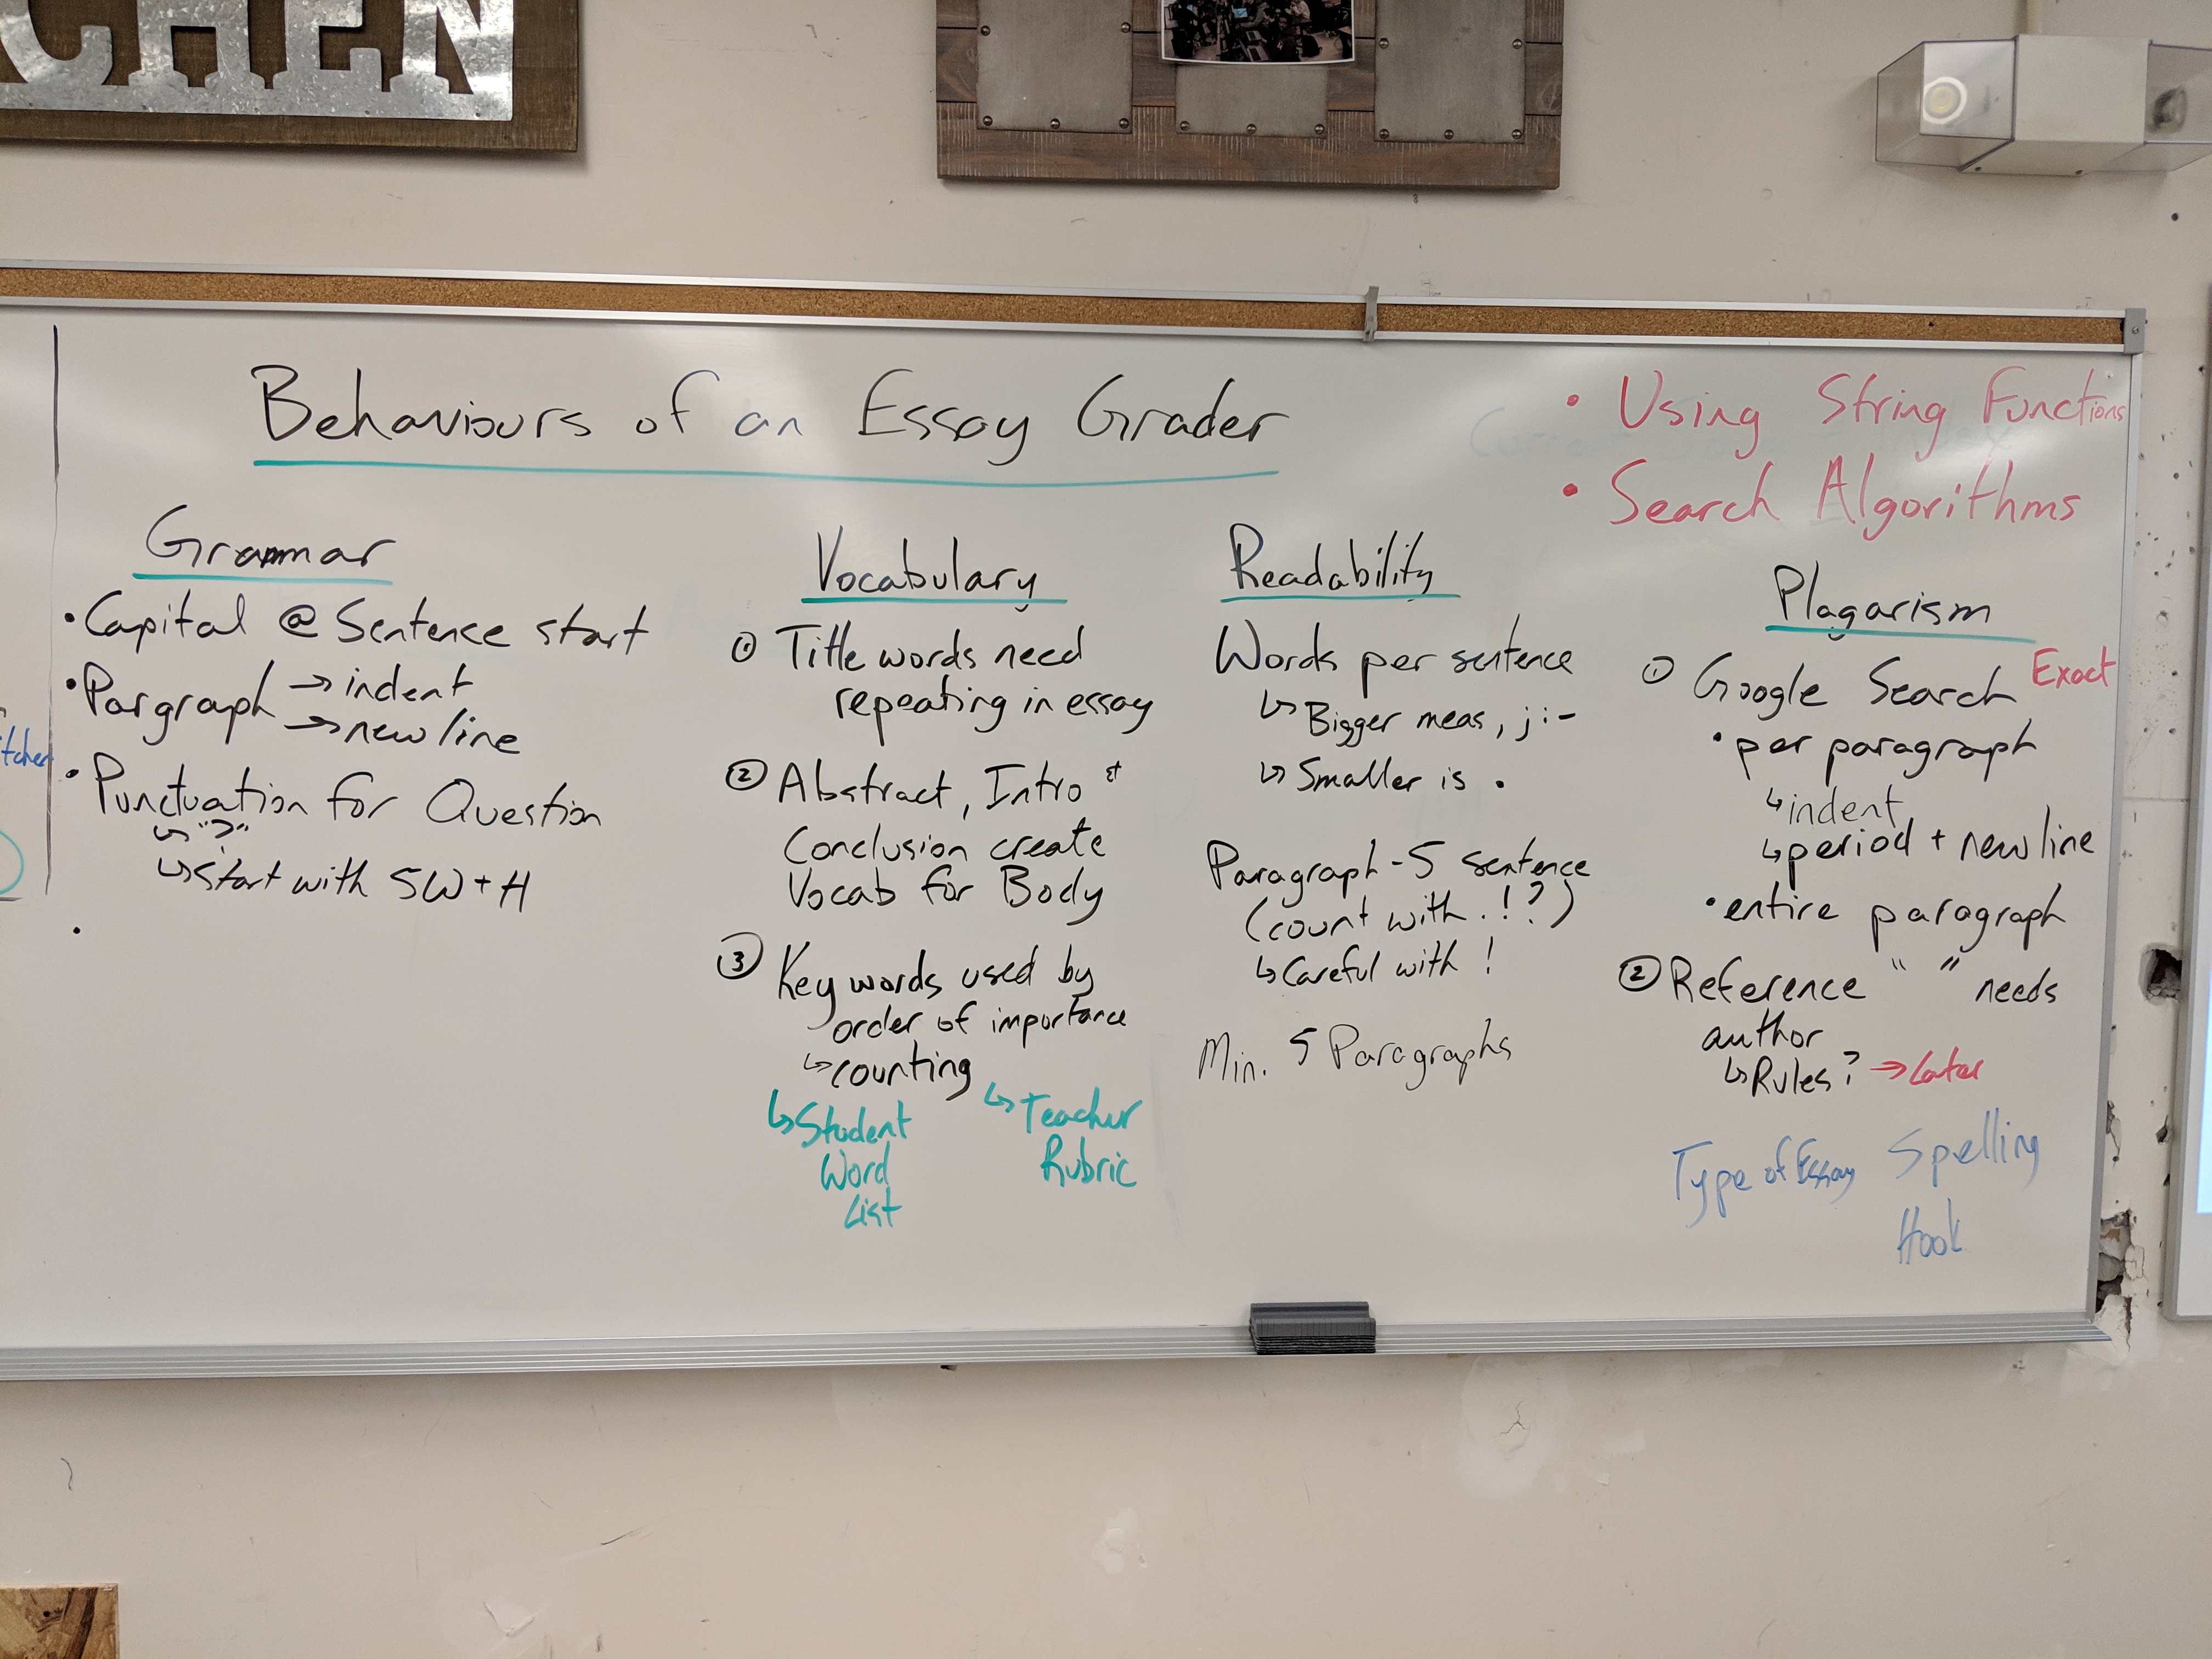 CHEN
Behaviours of an Essay Grader
• Using String Functions
• Search Algorithms
Grammar
• Capital @ Sentence start
• Pargraph → indent
→ new line
• Punctuation for Question
↳ "?"
↳ start with 5W + H
•
Vocabulary
① Title words need
repeating in essay
② Abstract, Intro &
Conclusion create
Vocab for Body
③ Key words used by
order of importance
↳ counting
↳ Student
Word
List
↳ Teacher
Rubric
Readability
Words per sentence
↳ Bigger meas , j : -
↳ Smaller is .
Paragraph - 5 sentence
(count with . ! ?)
↳ Careful with !
Min. 5 Paragraphs
Plagarism
① Google Search Exact
• per paragraph
↳ indent
↳ period + new line
• entire paragraph
② Reference " " needs
author
↳ Rules? → Later
Type of Essay Spelling
Hook